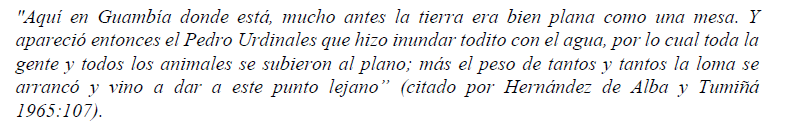 "Aquí en Guambía donde está, mucho antes la tierra era bien plana como una mesa. Y
apareció entonces el Pedro Urdinales que hizo inundar todito con el agua, por lo cual toda la
gente y todos los animales se subieron al plano; más el peso de tantos y tantos la loma se
arrancó y vino a dar a este punto lejano” (citado por Hernández de Alba y Tumiñá
1965:107).